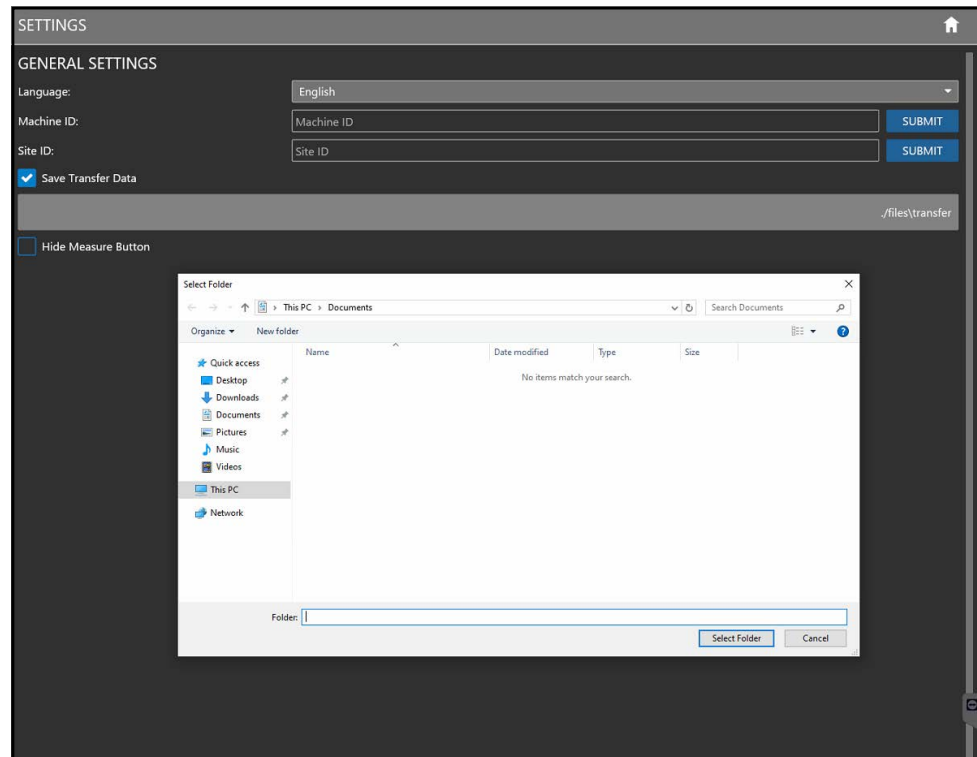 SETTINGS
GENERAL SETTINGS
Language: English
Machine ID: Machine ID SUBMIT
Site ID: Site ID SUBMIT
Save Transfer Data
./files\transfer
Hide Measure Button
Select Folder
This PC › Documents Search Documents
Organize New folder
Name Date modified Type Size
No items match your search.
Quick access
Desktop
Downloads
Documents
Pictures
Music
Videos
This PC
Network
Folder:
Select Folder Cancel